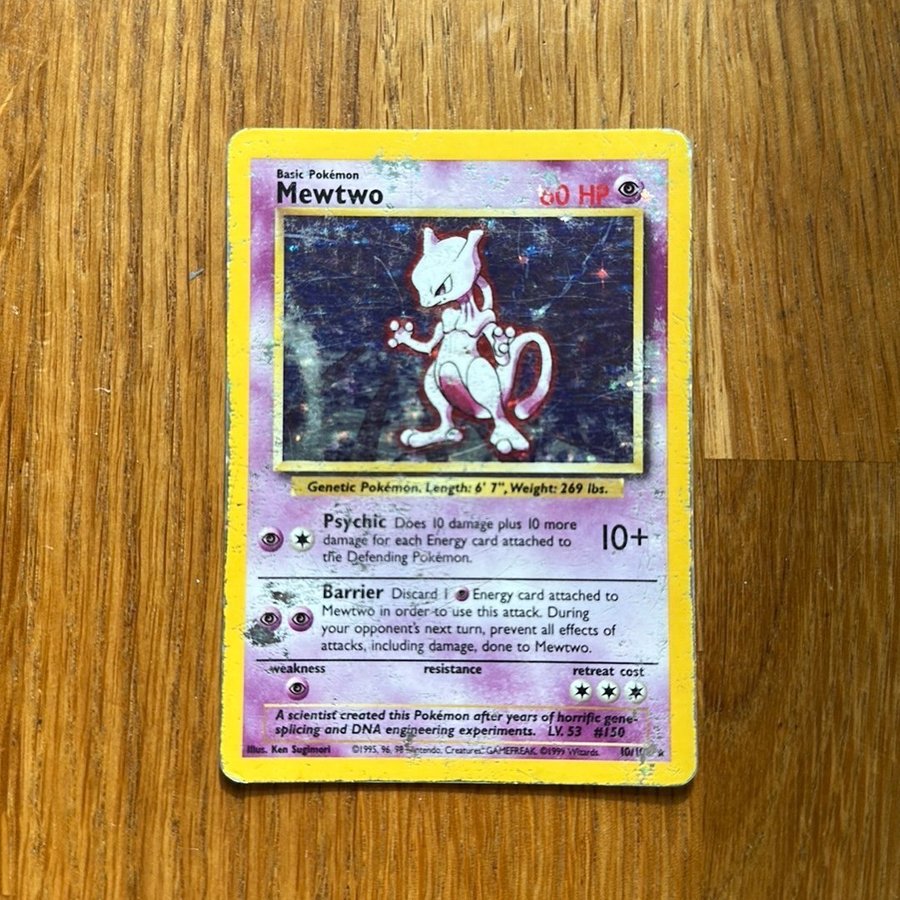 Basic Pokémon
Mewtwo 60 HP
Genetic Pokémon. Length: 6' 7", Weight: 269 lbs.
Psychic Does 10 damage plus 10 more
damage for each Energy card attached to
the Defending Pokémon.
10+
Barrier Discard 1 Energy card attached to
Mewtwo in order to use this attack. During
your opponent's next turn, prevent all effects of
attacks, including damage, done to Mewtwo.
weakness resistance retreat cost
A scientist created this Pokémon after years of horrific gene-
splicing and DNA engineering experiments. LV. 53 #150
Illus. Ken Sugimori ©1995, 96, 98 Nintendo, Creatures, GAMEFREAK. ©1999 Wizards.